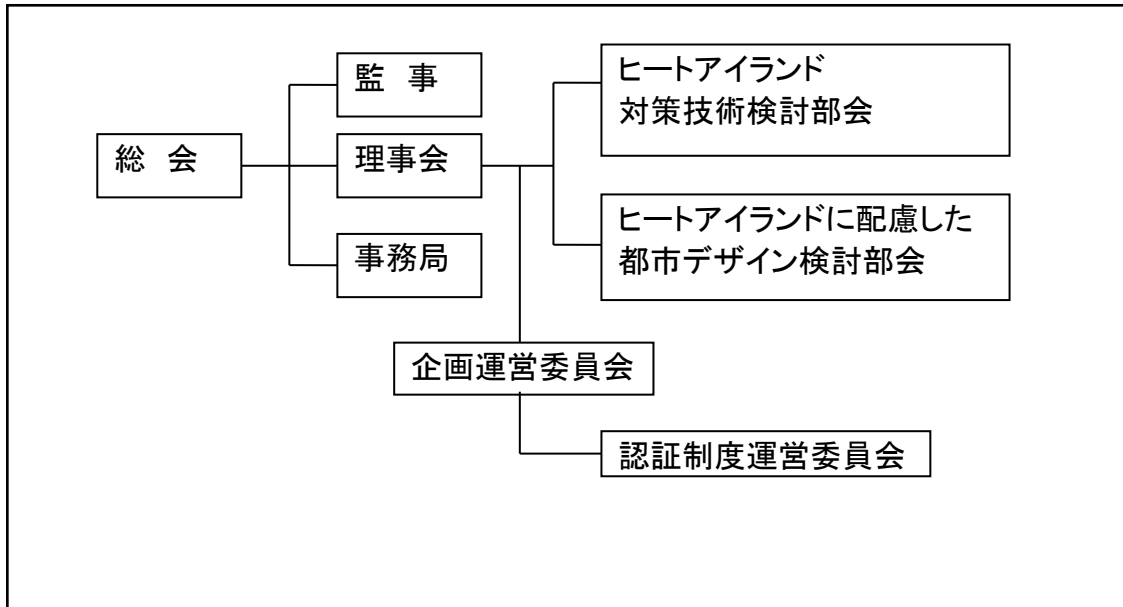 総　会
監　事
理事会
事務局
ヒートアイランド
対策技術検討部会
ヒートアイランドに配慮した
都市デザイン検討部会
企画運営委員会
認証制度運営委員会